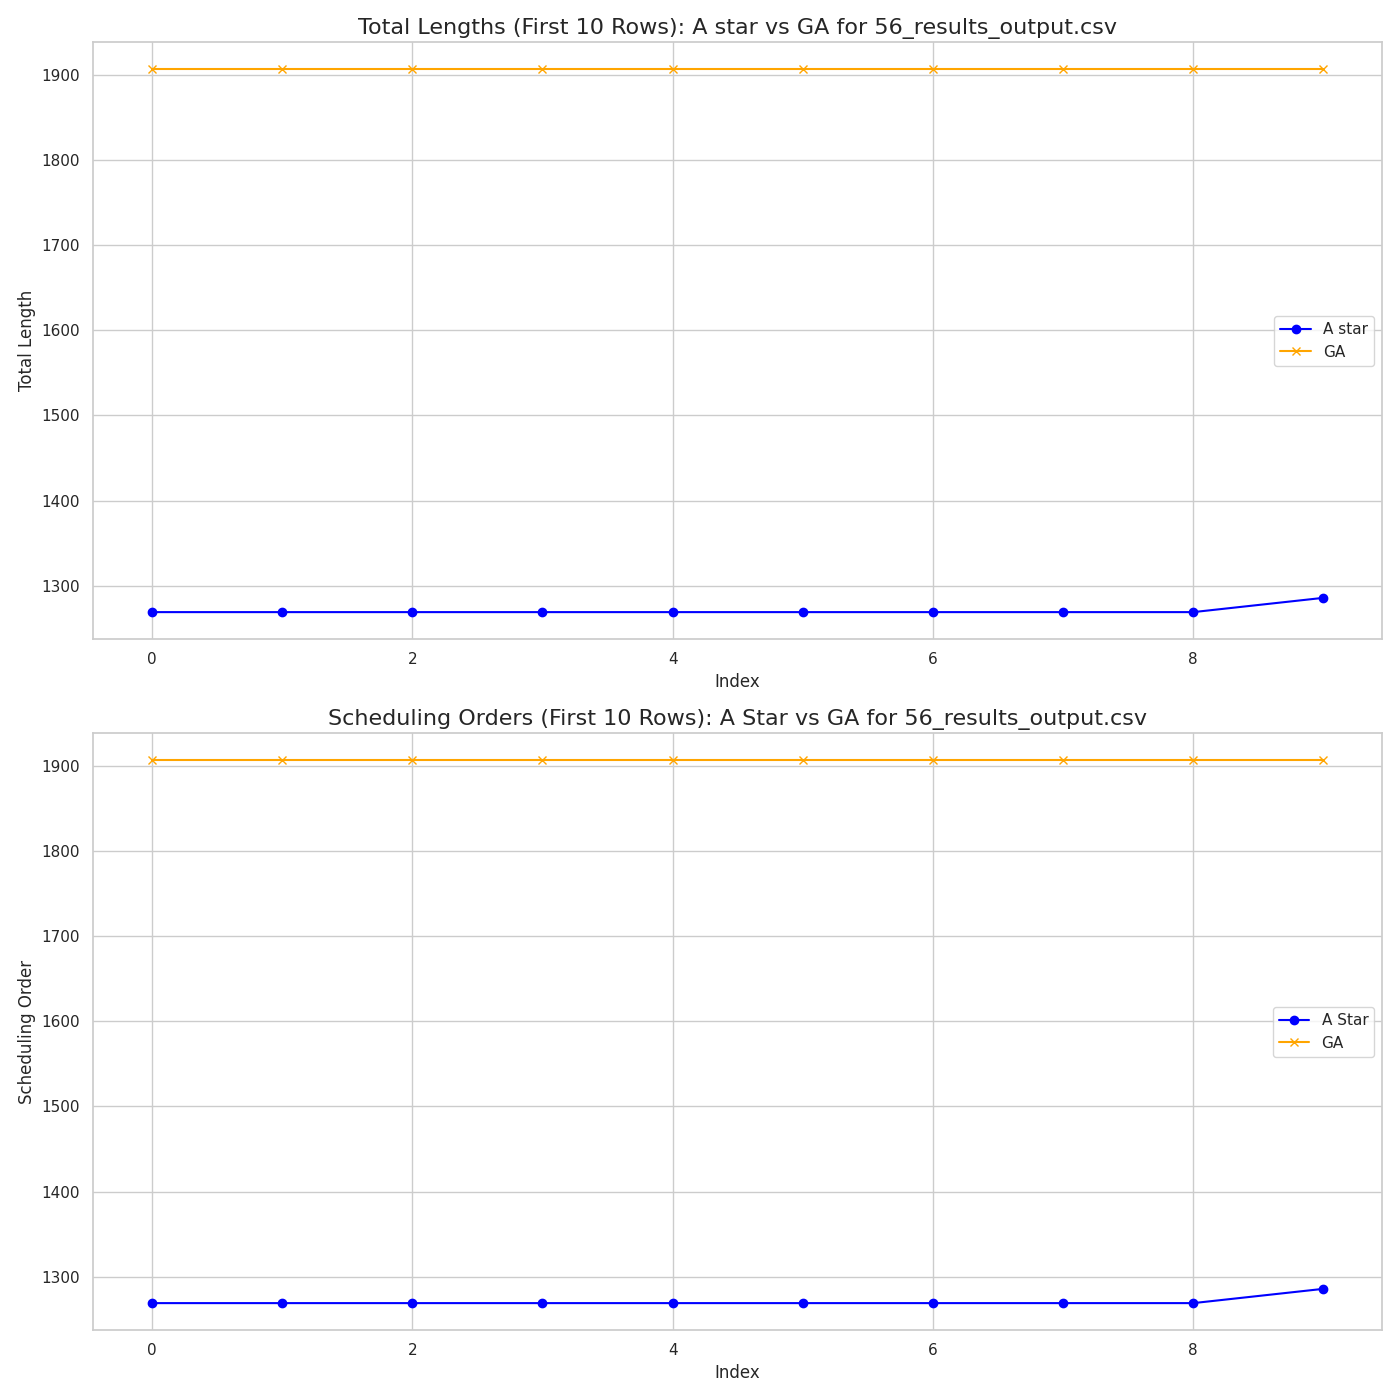 Total Lengths (First 10 Rows): A star vs GA for 56_results_output.csv
1900
1800
1700
1600
1500
1400
1300
Total Length
A star
GA
0 2 4 6 8
Index
Scheduling Orders (First 10 Rows): A Star vs GA for 56_results_output.csv
1900
1800
1700
1600
1500
1400
1300
Scheduling Order
A Star
GA
0 2 4 6 8
Index